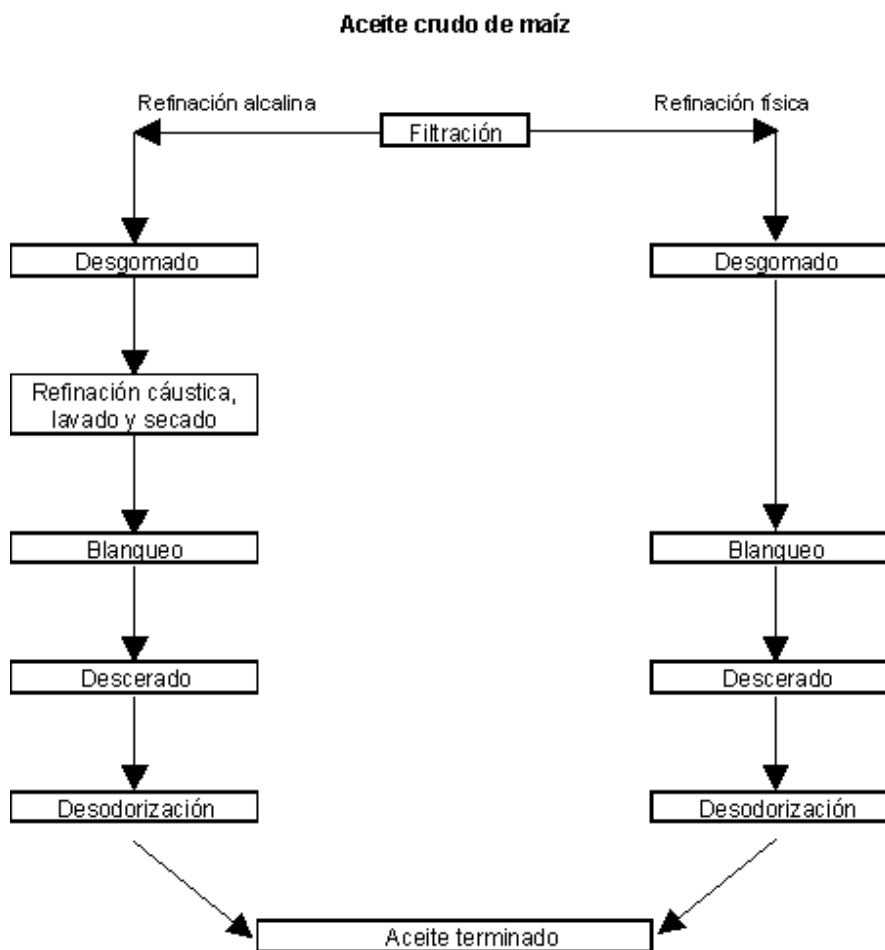 Aceite crudo de maíz
Refinación alcalina
Refinación física
Filtración
Desgomado
Desgomado
Refinación cáustica,
lavado y secado
Blanqueo
Blanqueo
Descerado
Descerado
Desodorización
Desodorización
Aceite terminado